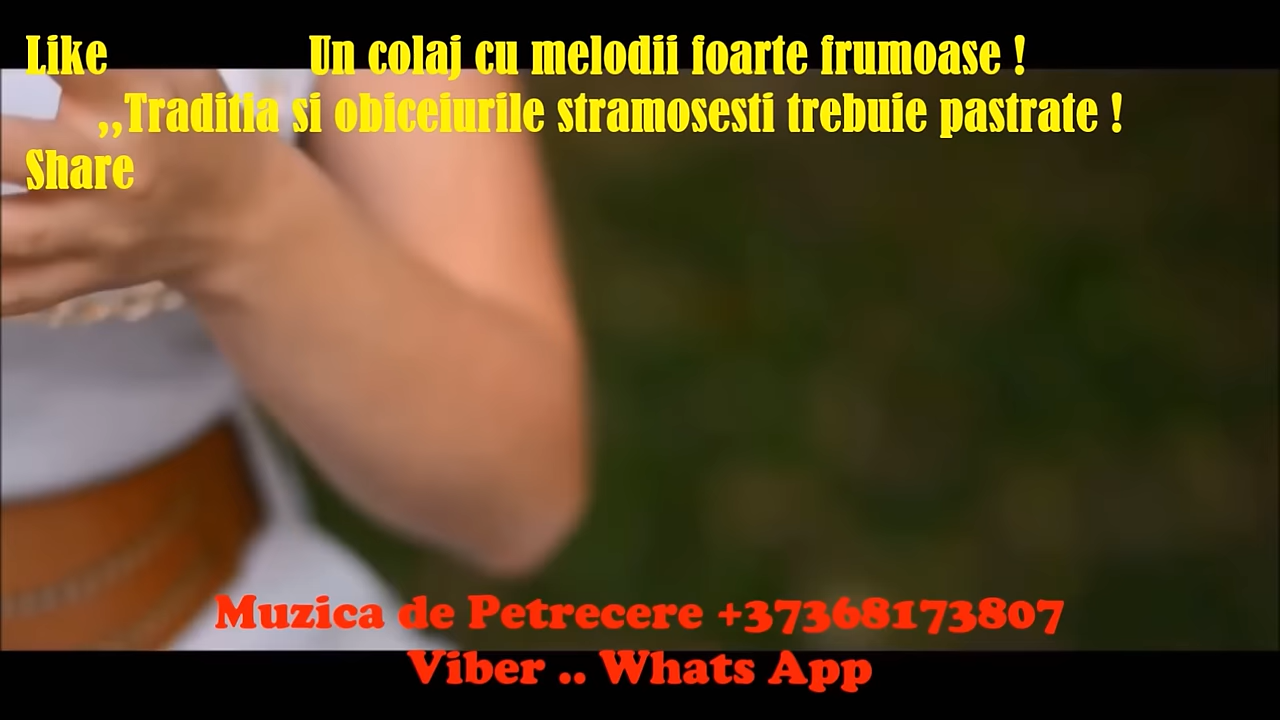 Like Un colaj cu melodii foarte frumoase !
,,Traditia si obiceiurile stramosesti trebuie pastrate !
Share
Muzica de Petrecere +37368173807
Viber .. Whats App